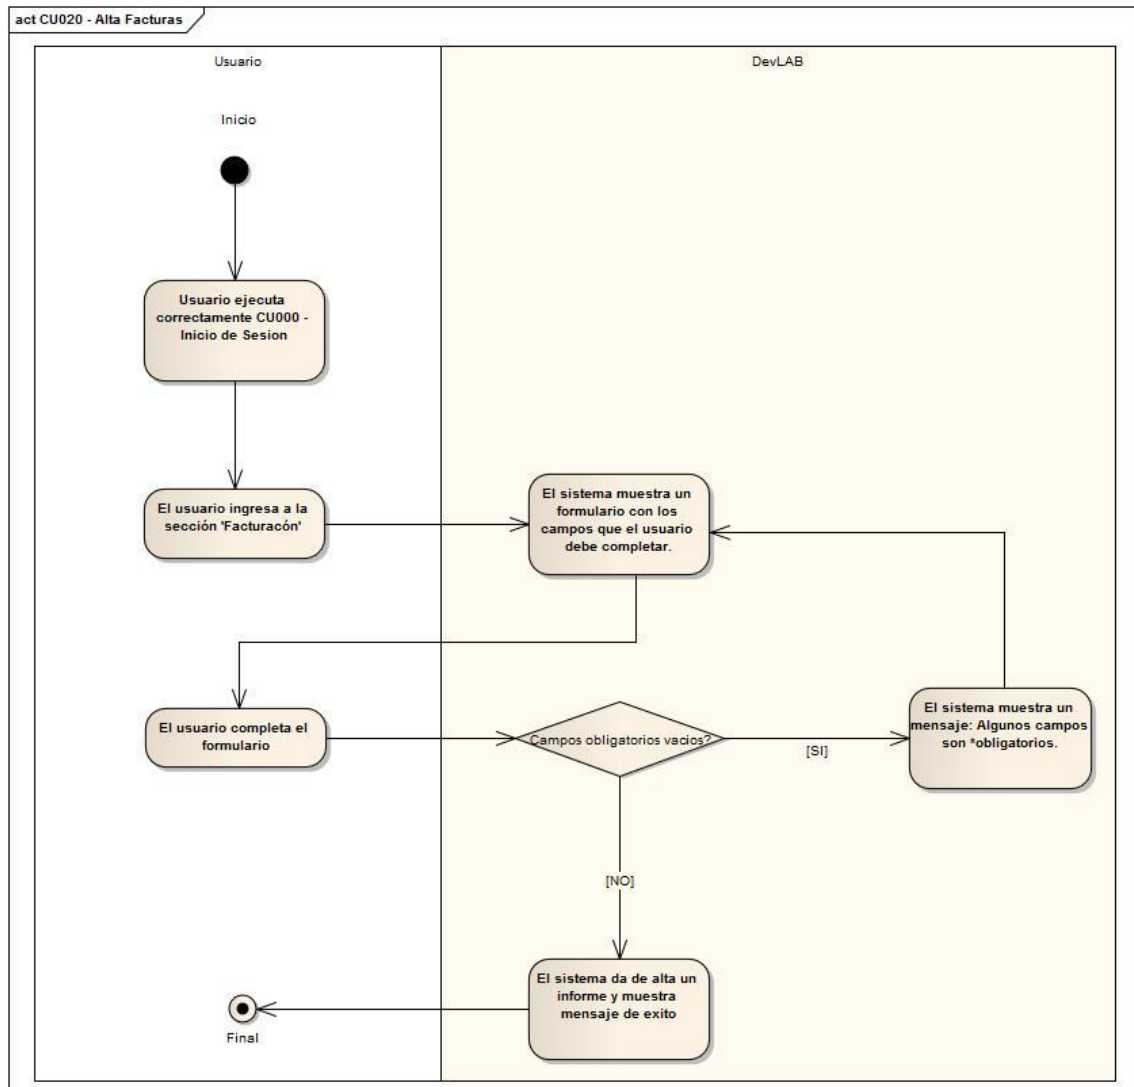 act CU020 - Alta Facturas
Usuario
DevLAB
Inicio
Usuario ejecuta
correctamente CU000 -
Inicio de Sesion
El usuario ingresa a la
sección 'Facturacón'
El sistema muestra un
formulario con los
campos que el usuario
debe completar.
El usuario completa el
formulario
Campos obligatorios vacios?
[SI]
El sistema muestra un
mensaje: Algunos campos
son *obligatorios.
[NO]
El sistema da de alta un
informe y muestra
mensaje de exito
Final